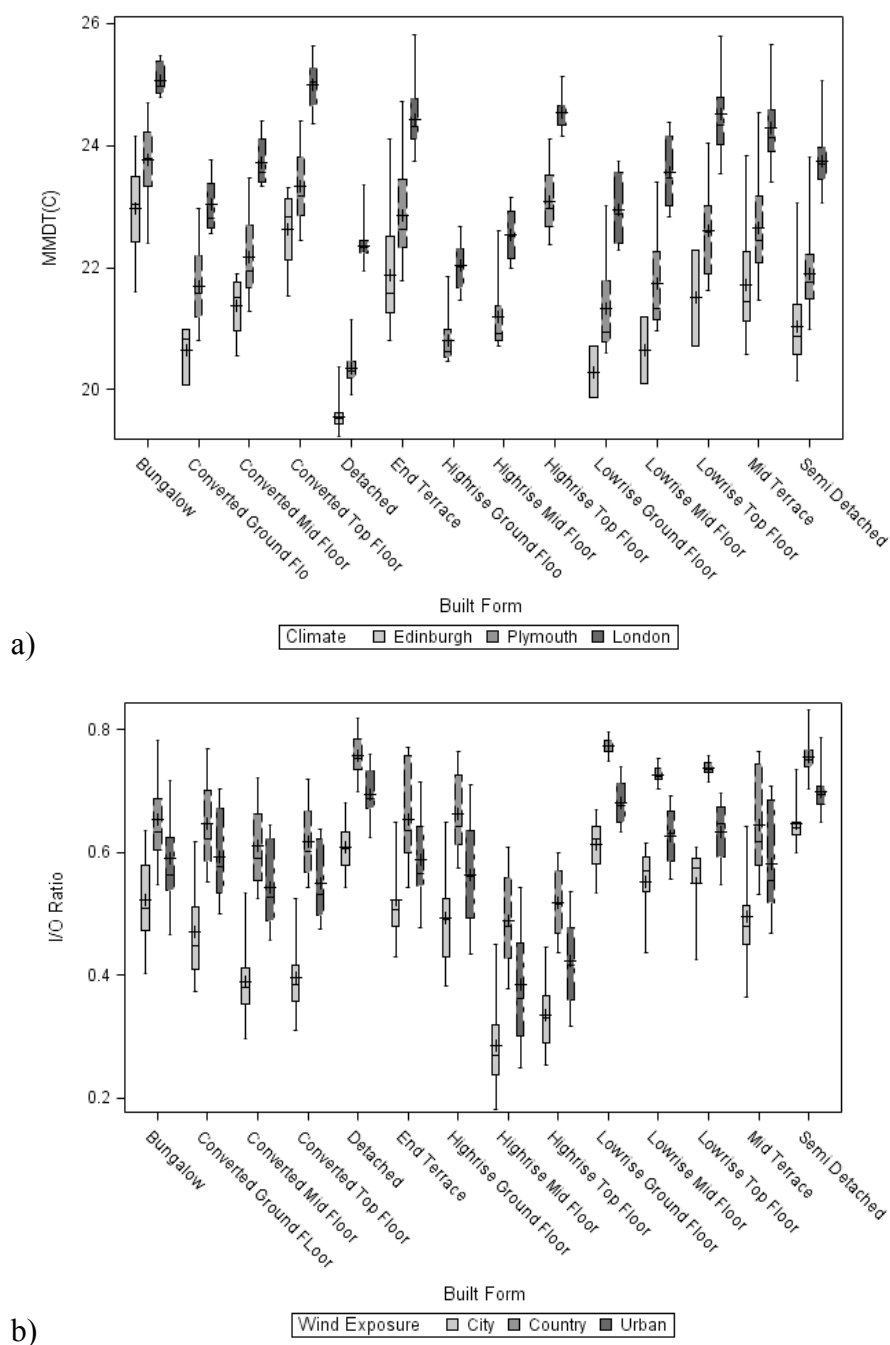 26
24
22
20
MMDT(C)
Bungalow
Converted Ground Flo
Converted Mid Floor
Converted Top Floor
Detached
End Terrace
Highrise Ground Floo
Highrise Mid Floor
Highrise Top Floor
Lowrise Ground Floor
Lowrise Mid Floor
Lowrise Top Floor
Mid Terrace
Semi Detached
Built Form
Climate Edinburgh Plymouth London
a)
0.8
0.6
0.4
0.2
I/O Ratio
Bungalow
Converted Ground FLoor
Converted Mid Floor
Converted Top Floor
Detached
End Terrace
Highrise Ground Floor
Highrise Mid Floor
Highrise Top Floor
Lowrise Ground Floor
Lowrise Mid Floor
Lowrise Top Floor
Mid Terrace
Semi Detached
Built Form
Wind Exposure City Country Urban
b)